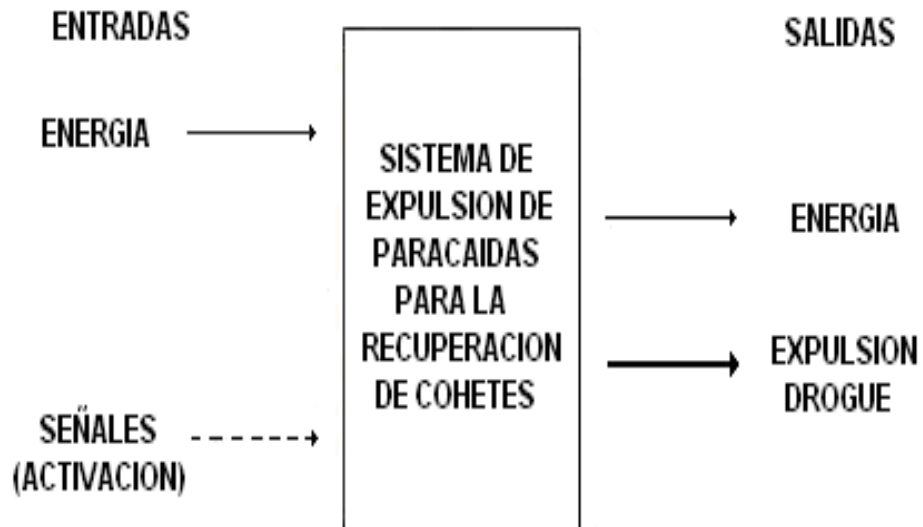 ENTRADAS
ENERGIA
SEÑALES
(ACTIVACION)
SISTEMA DE
EXPULSION DE
PARACAIDAS
PARA LA
RECUPERACION
DE COHETES
SALIDAS
ENERGIA
EXPULSION
DROGUE